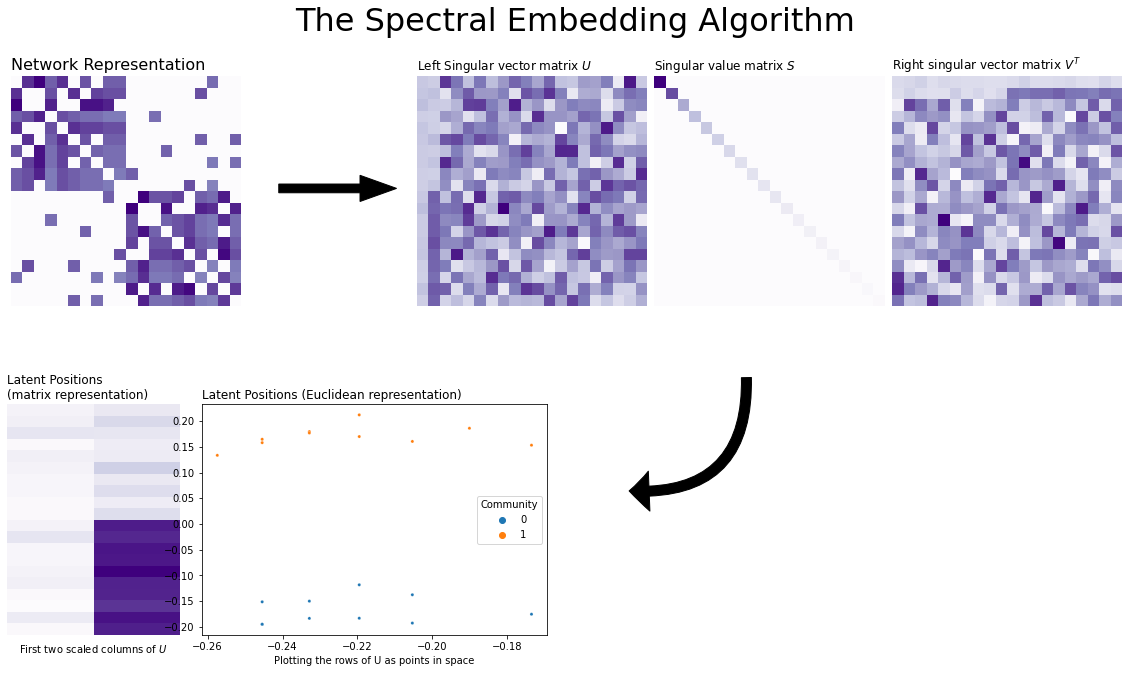 The Spectral Embedding Algorithm
Network Representation
Left Singular vector matrix U
Singular value matrix S
Right singular vector matrix V^T
Latent Positions
(matrix representation)
First two scaled columns of U
Latent Positions (Euclidean representation)
0.20
0.15
0.10
0.05
0.00
−0.05
−0.10
−0.15
−0.20
Community
0
1
−0.26
−0.24
−0.22
−0.20
−0.18
Plotting the rows of U as points in space